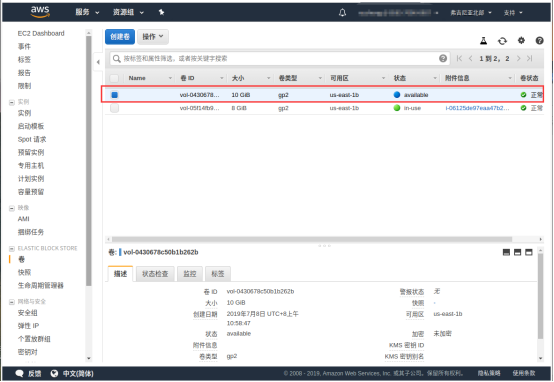 aws 服务 资源组 弗吉尼亚北部 支持
EC2 Dashboard
事件
标签
报告
限制
实例
实例
启动模板
Spot 请求
预留实例
专用主机
计划实例
容量预留
映像
AMI
捆绑任务
ELASTIC BLOCK STORE
卷
快照
生命周期管理器
网络与安全
安全组
弹性 IP
个置放群组
密钥对
创建卷 操作
按标签和属性筛选，或者按关键字搜索 1 到 2，2
Name 卷 ID 大小 卷类型 可用区 状态 附件信息 卷状态
vol-0430678... 10 GiB gp2 us-east-1b available 正常
vol-05f14fb9... 8 GiB gp2 us-east-1b in-use i-06125de97eaa47b2... 正常
卷: vol-0430678c50b1b262b
描述 状态检查 监控 标签
卷 ID vol-0430678c50b1b262b 警报状态 无
大小 10 GiB 快照 -
创建日期 2019年7月8日 UTC+8上午10:58:47 可用区 us-east-1b
状态 available 加密 未加密
附件信息 KMS 密钥 ID
卷类型 gp2 KMS 密钥别名
反馈 中文(简体) © 2008 - 2019, Amazon Web Services, Inc. 或其子公司。保留所有权利。 隐私策略 使用条款